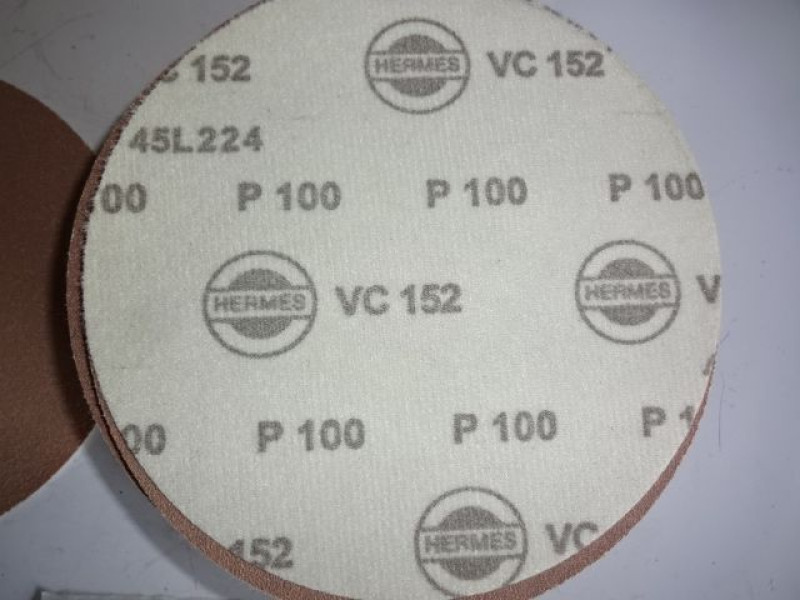 152 HERMES VC 152
45L224
00 P 100 P 100 P 100
HERMES VC 152 HERMES V
00 P 100 P 100 P 1
152 HERMES VC